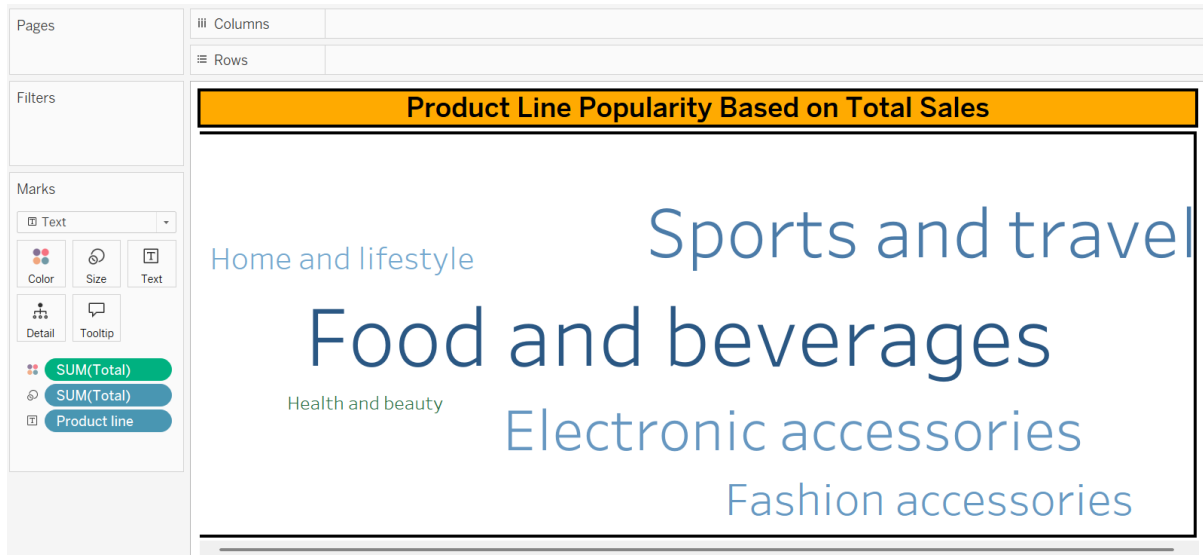 Pages
Columns
Rows
Filters
Product Line Popularity Based on Total Sales
Marks
Text
Color
Size
Text
Detail
Tooltip
SUM(Total)
SUM(Total)
Product line
Sports and travel
Home and lifestyle
Food and beverages
Health and beauty
Electronic accessories
Fashion accessories